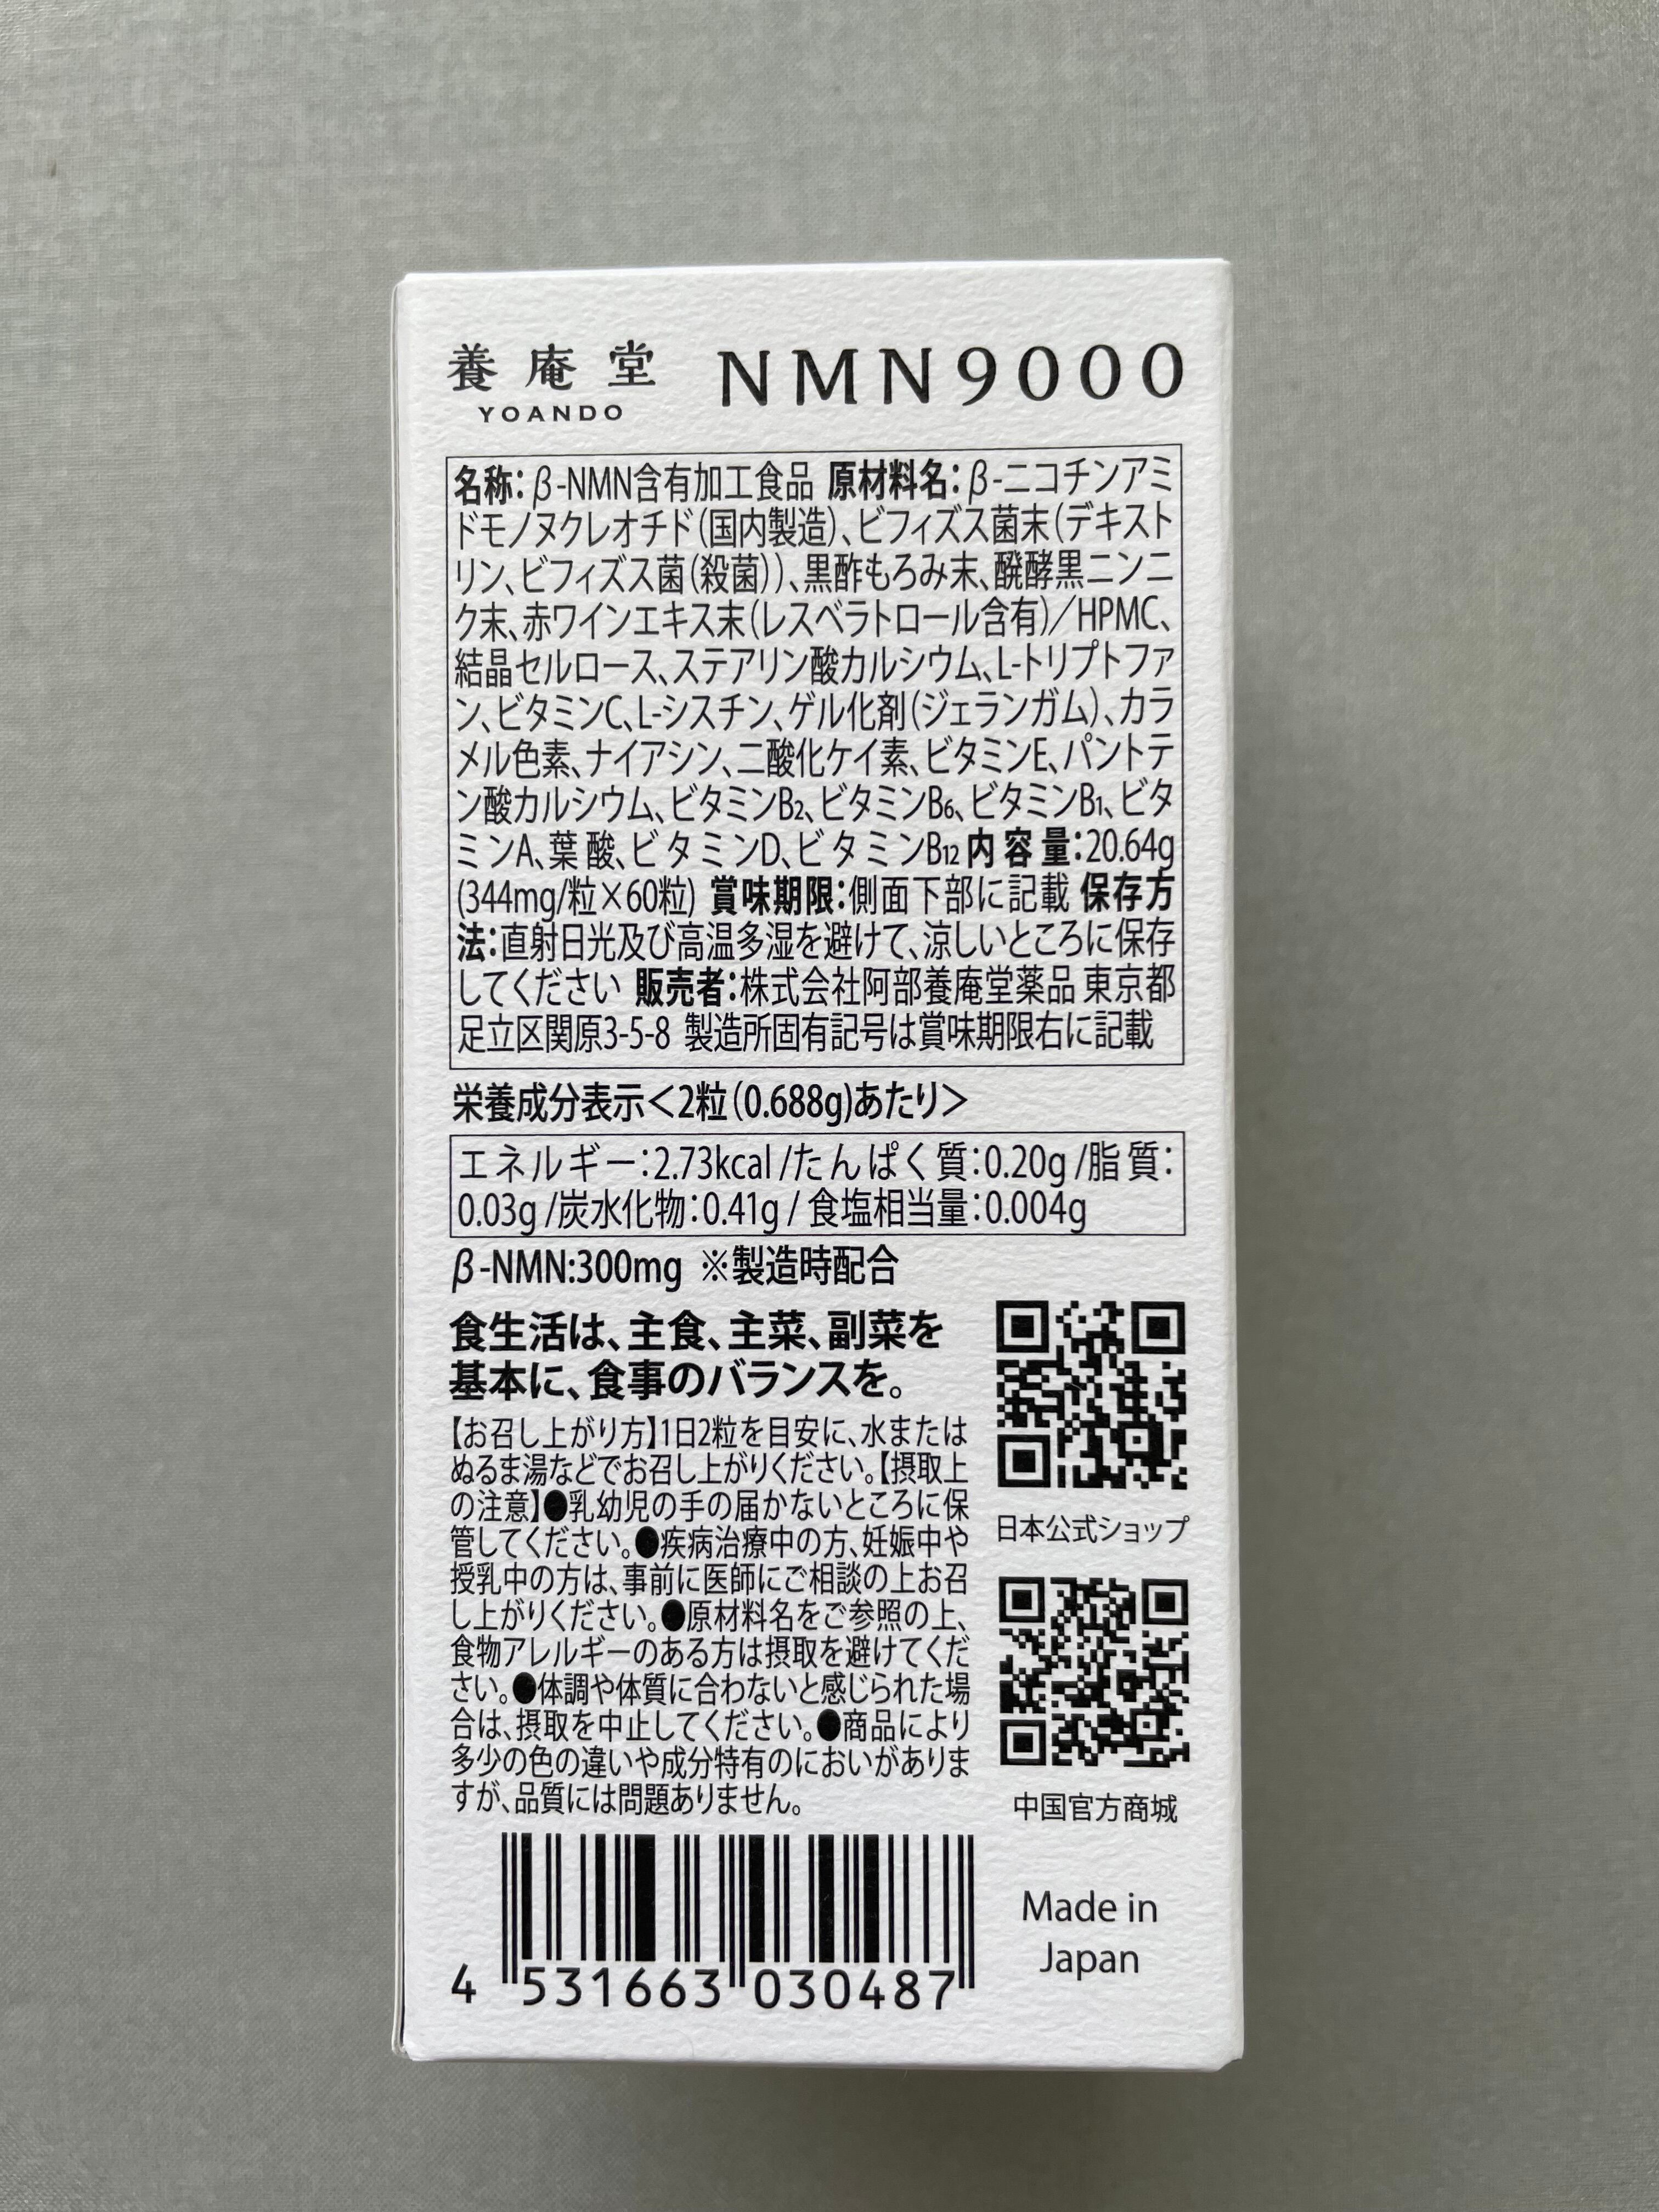 養庵堂 NMN9000
YOANDO
名称：β-NMN含有加工食品 原材料名：β-ニコチンアミ
ドモノヌクレオチド（国内製造）、ビフィズス菌末（デキスト
リン、ビフィズス菌（殺菌））、黒酢もろみ末、醗酵黒ニンニ
ク末、赤ワインエキス末（レスベラトロール含有）／HPMC、
結晶セルロース、ステアリン酸カルシウム、L-トリプトファ
ン、ビタミンC、L-シスチン、ゲル化剤（ジェランガム）、カラ
メル色素、ナイアシン、二酸化ケイ素、ビタミンE、パントテ
ン酸カルシウム、ビタミンB₂、ビタミンB₆、ビタミンB₁、ビタ
ミンA、葉酸、ビタミンD、ビタミンB₁₂ 内容量：20.64g
(344mg/粒×60粒) 賞味期限：側面下部に記載 保存方
法：直射日光及び高温多湿を避けて、涼しいところに保存
してください 販売者：株式会社阿部養庵堂薬品 東京都
足立区関原3-5-8 製造所固有記号は賞味期限右に記載
栄養成分表示＜2粒（0.688g)あたり＞
エネルギー：2.73kcal /たんぱく質：0.20g /脂質：
0.03g /炭水化物：0.41g / 食塩相当量：0.004g
β-NMN:300mg ※製造時配合
食生活は、主食、主菜、副菜を
基本に、食事のバランスを。
【お召し上がり方】1日2粒を目安に、水または
ぬるま湯などでお召し上がりください。【摂取上
の注意】●乳幼児の手の届かないところに保
管してください。●疾病治療中の方、妊娠中や
授乳中の方は、事前に医師にご相談の上お召
し上がりください。●原材料名をご参照の上、
食物アレルギーのある方は摂取を避けてくだ
さい。●体調や体質に合わないと感じられた場
合は、摂取を中止してください。●商品により
多少の色の違いや成分特有のにおいがありま
すが、品質には問題ありません。
日本公式ショップ
中国官方商城
4 531663 030487
Made in
Japan